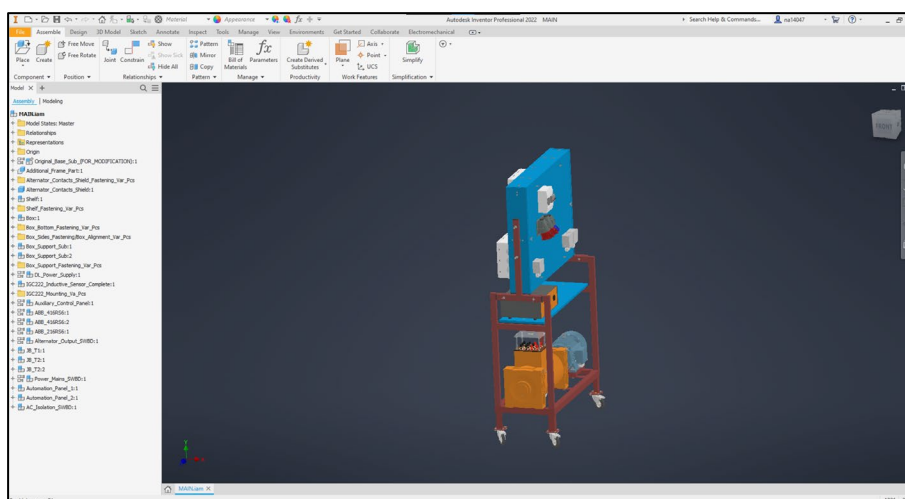 Material
Appearance
Autodesk Inventor Professional 2022 MAIN
Search Help & Commands...
File Assemble Design 3D Model Sketch Annotate Inspect Tools Manage View Environments Get Started Collaborate Electromechanical
Place Create
Free Move
Free Rotate
Joint Constrain
Show
Show Sick
Hide All
Pattern
Mirror
Copy
Bill of Materials
Parameters
Create Derived Substitutes
Plane
Axis
Point
UCS
Simplify
Component Position Relationships Pattern Manage Productivity Work Features Simplification
Model
Assembly Modeling
MAIN.iam
Model States: Master
Relationships
Representations
Origin
Original_Base_Sub_(FOR_MODIFICATION):1
Additional_Frame_Part:1
Alternator_Contacts_Shield_Fastening_Var_Pcs
Alternator_Contacts_Shield:1
Shelf:1
Shelf_Fastening_Var_Pcs
Box:1
Box_Bottom_Fastening_Var_Pcs
Box_Sides_Fastening/Box_Alignment_Var_Pcs
Box_Support_Sub:1
Box_Support_Sub:2
Box_Support_Fastening_Var_Pcs
DL_Power_Supply:1
IGC222_Inductive_Sensor_Complete:1
IGC222_Mounting_Va_Pcs
Auxiliary_Control_Panel:1
ABB_416RS6:1
ABB_416RS6:2
ABB_216RS6:1
Alternator_Output_SWBD:1
JB_T1:1
JB_T2:1
JB_T2:2
Power_Mains_SWBD:1
Automation_Panel_1:1
Automation_Panel_2:1
AC_Isolation_SWBD:1
FRONT
MAIN.iam